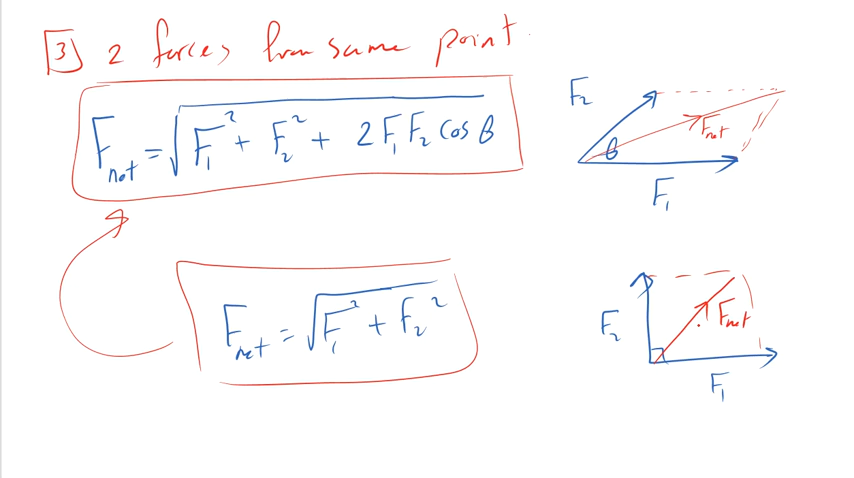 [3] 2 forces from same point.
F_net = √(F₁² + F₂² + 2F₁F₂ cos θ)
F₂
F_net
θ
F₁
F_net = √(F₁² + F₂²)
F₂
F_net
F₁